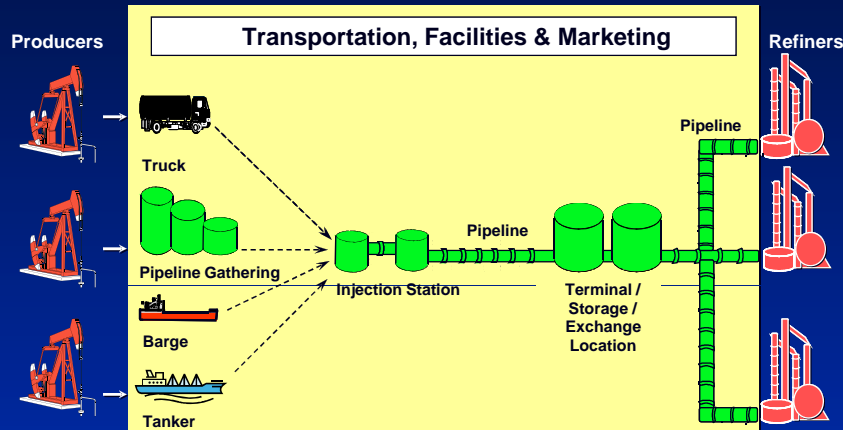 Transportation, Facilities & Marketing
Producers
Refiners
Truck
Pipeline
Pipeline Gathering
Pipeline
Injection Station
Terminal /
Storage /
Exchange
Location
Barge
Tanker